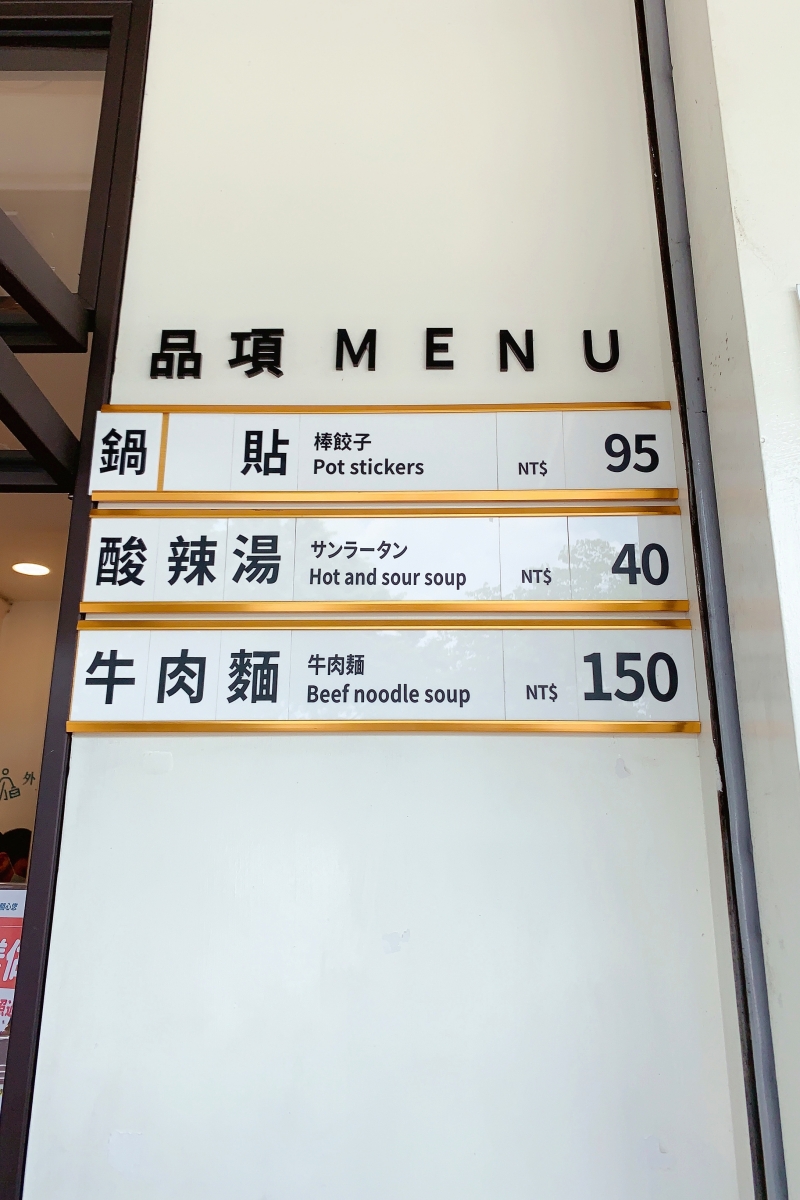 品項 MENU
鍋貼 棒餃子 Pot stickers NT$ 95
酸辣湯 サンラータン Hot and sour soup NT$ 40
牛肉麵 牛肉麺 Beef noodle soup NT$ 150
外